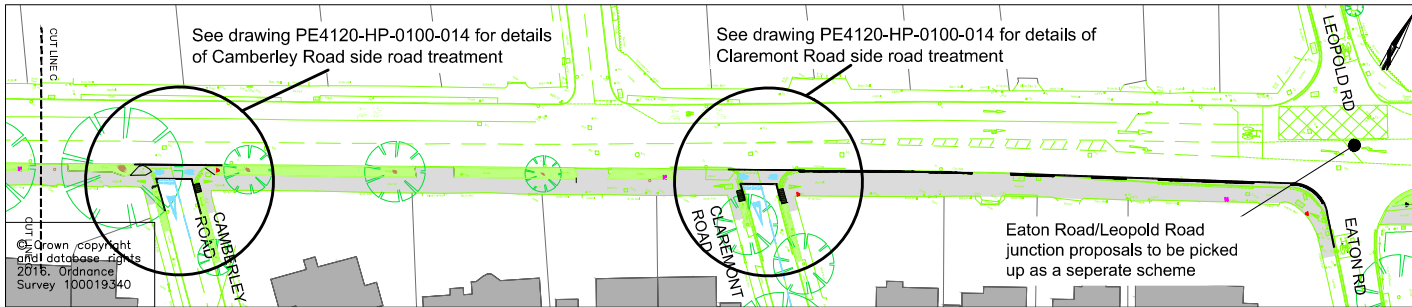 See drawing PE4120-HP-0100-014 for details
of Camberley Road side road treatment
See drawing PE4120-HP-0100-014 for details of
Claremont Road side road treatment
LEOPOLD RD
CUT LINE C
CAMBERLEY
ROAD
CLAREMONT
ROAD
EATON RD
Eaton Road/Leopold Road
junction proposals to be picked
up as a seperate scheme
CUT LINE C
© Crown copyright
and database rights
2016. Ordnance
Survey 100019340